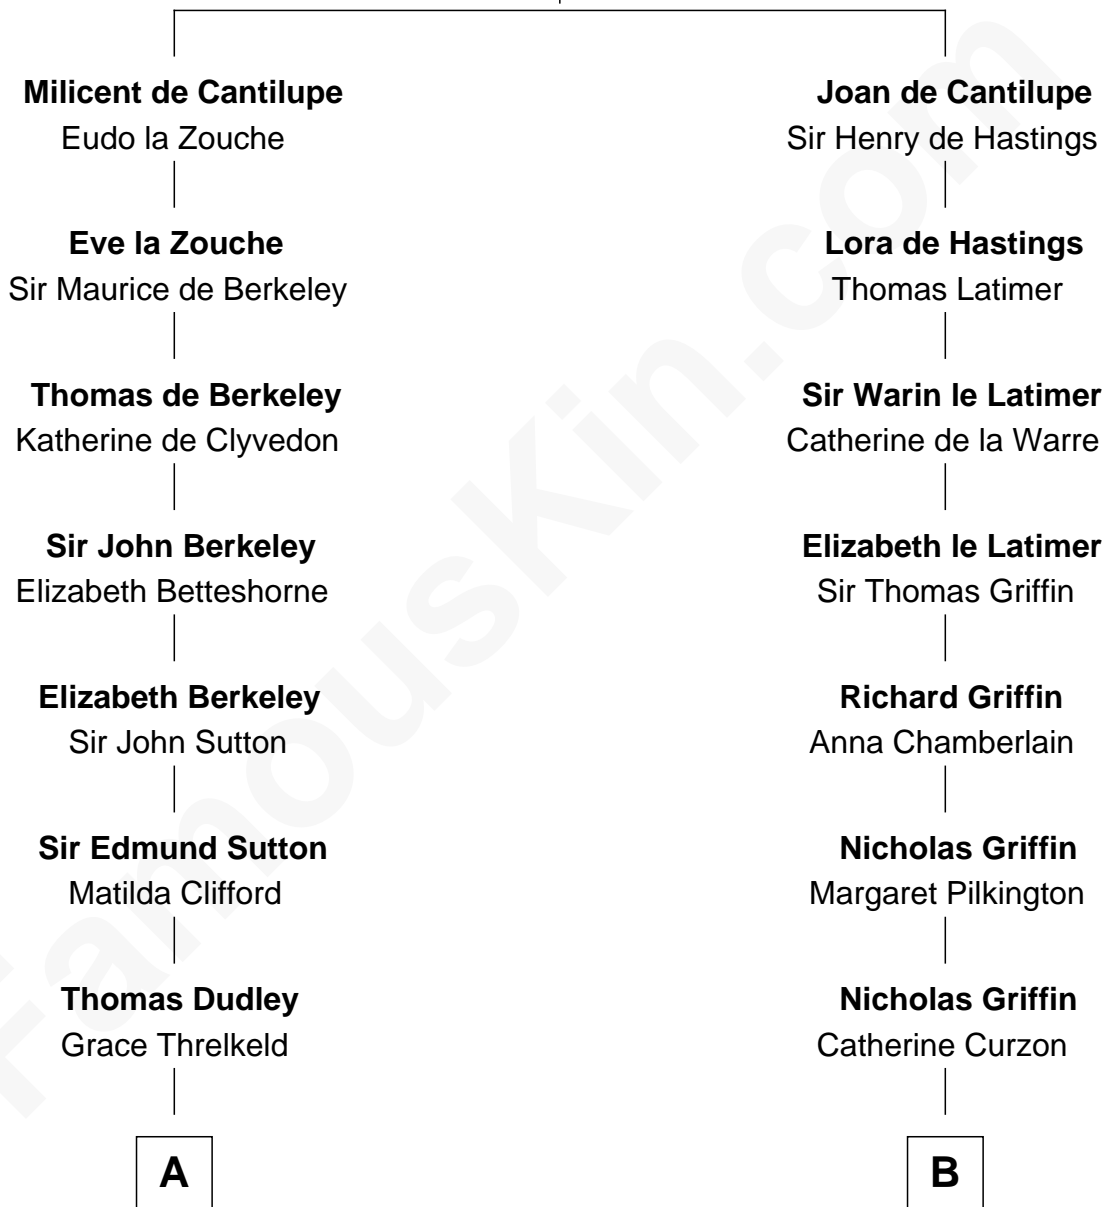 Milicent de Cantilupe
Eudo la Zouche
Eve la Zouche
Sir Maurice de Berkeley
Thomas de Berkeley
Katherine de Clyvedon
Sir John Berkeley
Elizabeth Betteshorne
Elizabeth Berkeley
Sir John Sutton
Sir Edmund Sutton
Matilda Clifford
Thomas Dudley
Grace Threlkeld
A
Joan de Cantilupe
Sir Henry de Hastings
Lora de Hastings
Thomas Latimer
Sir Warin le Latimer
Catherine de la Warre
Elizabeth le Latimer
Sir Thomas Griffin
Richard Griffin
Anna Chamberlain
Nicholas Griffin
Margaret Pilkington
Nicholas Griffin
Catherine Curzon
B
FamousKin.com